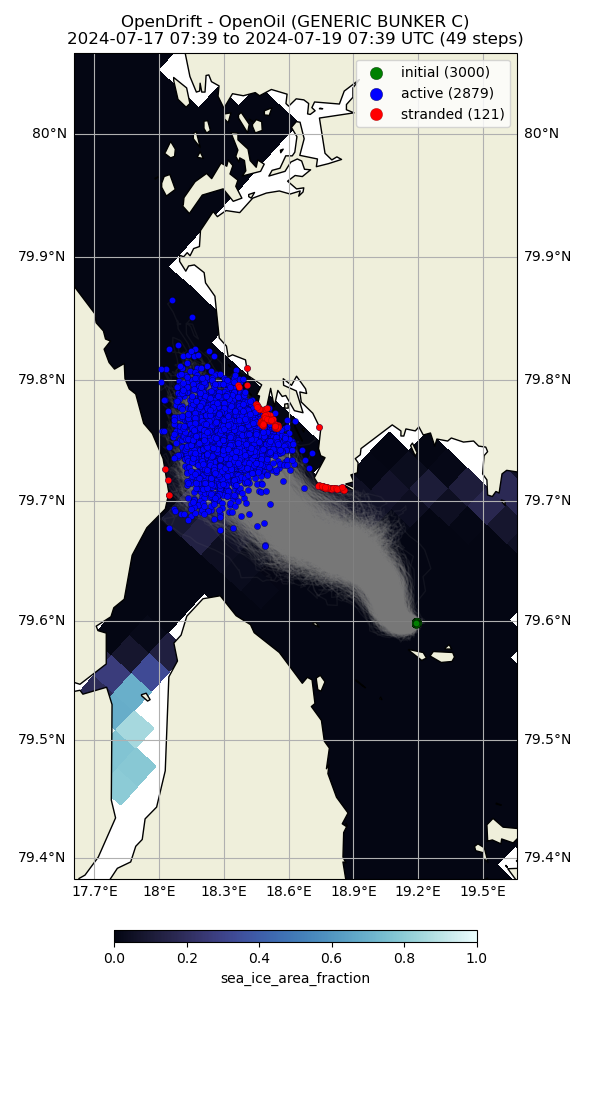 OpenDrift - OpenOil (GENERIC BUNKER C)
2024-07-17 07:39 to 2024-07-19 07:39 UTC (49 steps)
initial (3000)
active (2879)
stranded (121)
80°N 80°N
79.9°N 79.9°N
79.8°N 79.8°N
79.7°N 79.7°N
79.6°N 79.6°N
79.5°N 79.5°N
79.4°N 79.4°N
17.7°E 18°E 18.3°E 18.6°E 18.9°E 19.2°E 19.5°E
0.0 0.2 0.4 0.6 0.8 1.0
sea_ice_area_fraction